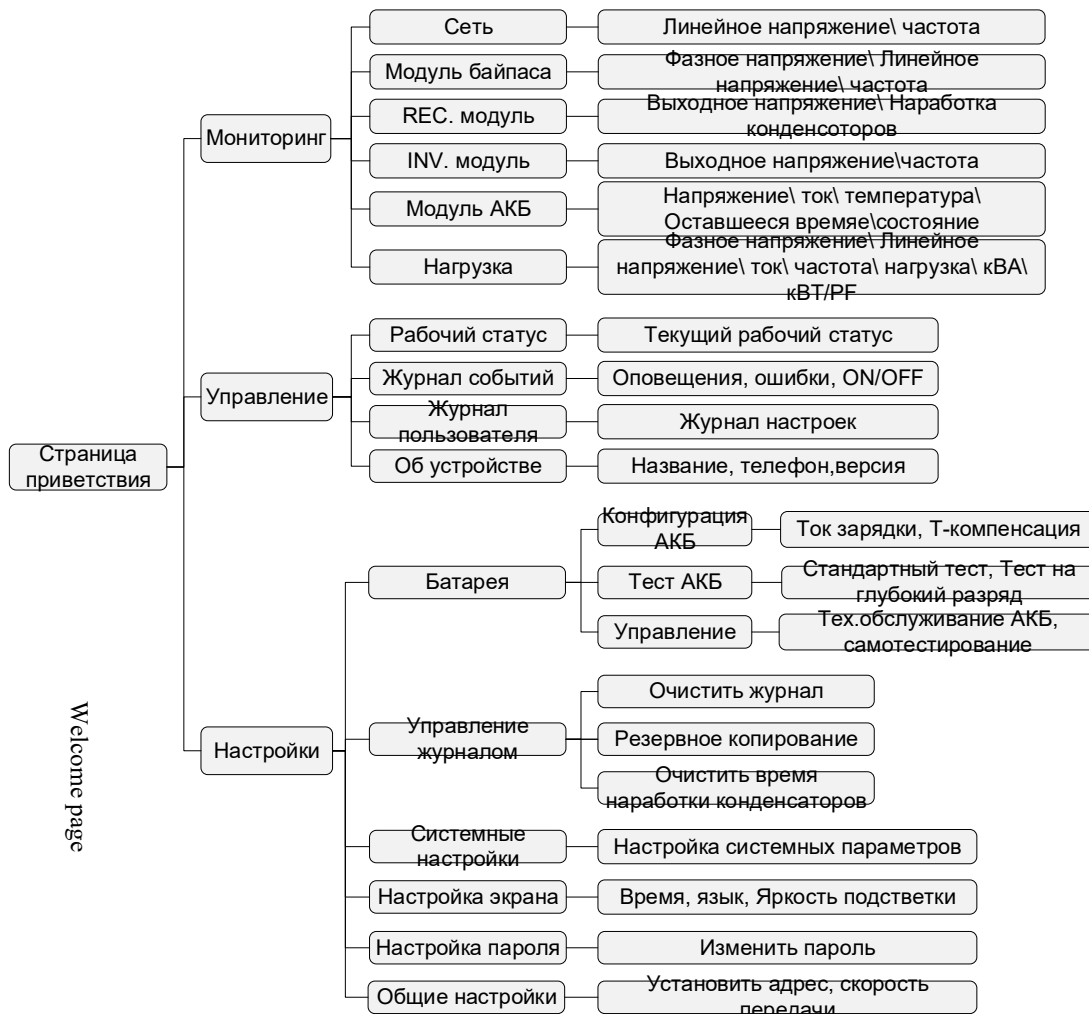 Сеть
Линейное напряжение\ частота
Модуль байпаса
Фазное напряжение\ Линейное
напряжение\ частота
REC. модуль
Выходное напряжение\ Наработка
конденсоторов
Мониторинг
INV. модуль
Выходное напряжение\частота
Модуль АКБ
Напряжение\ ток\ температура\
Оставшееся времяе\состояние
Нагрузка
Фазное напряжение\ Линейное
напряжение\ ток\ частота\ нагрузка\ кВА\
кВТ/PF
Рабочий статус
Текущий рабочий статус
Журнал событий
Оповещения, ошибки, ON/OFF
Управление
Журнал
пользователя
Журнал настроек
Об устройстве
Название, телефон,версия
Страница
приветствия
Конфигурация
АКБ
Ток зарядки, Т-компенсация
Батарея
Тест АКБ
Стандартный тест, Тест на
глубокий разряд
Управление
Тех.обслуживание АКБ,
самотестирование
Очистить журнал
Управление
журналом
Резервное копирование
Очистить время
наработки конденсаторов
Настройки
Системные
настройки
Настройка системных параметров
Настройка экрана
Время, язык, Яркость подстветки
Настройка пароля
Изменить пароль
Общие настройки
Установить адрес, скорость
передачи
Welcome page